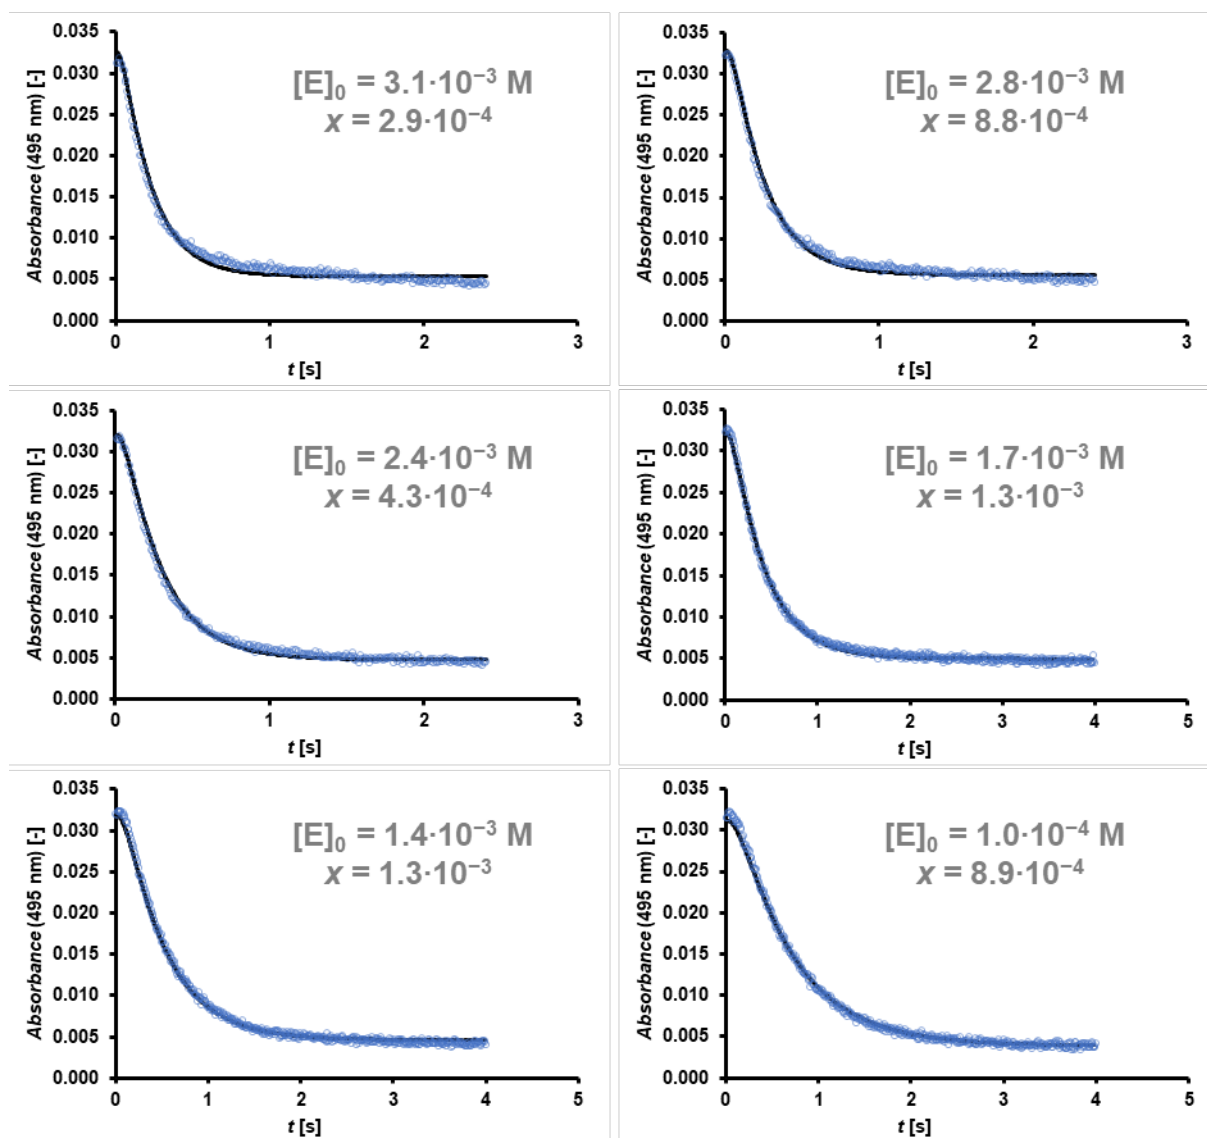 0.035
0.030
0.025
0.020
0.015
0.010
0.005
0.000
Absorbance (495 nm) [-]
[E]₀ = 3.1·10⁻³ M
x = 2.9·10⁻⁴
0 1 2 3
t [s]
0.035
0.030
0.025
0.020
0.015
0.010
0.005
0.000
Absorbance (495 nm) [-]
[E]₀ = 2.8·10⁻³ M
x = 8.8·10⁻⁴
0 1 2 3
t [s]
0.035
0.030
0.025
0.020
0.015
0.010
0.005
0.000
Absorbance (495 nm) [-]
[E]₀ = 2.4·10⁻³ M
x = 4.3·10⁻⁴
0 1 2 3
t [s]
0.035
0.030
0.025
0.020
0.015
0.010
0.005
0.000
Absorbance (495 nm) [-]
[E]₀ = 1.7·10⁻³ M
x = 1.3·10⁻³
0 1 2 3 4 5
t [s]
0.035
0.030
0.025
0.020
0.015
0.010
0.005
0.000
Absorbance (495 nm) [-]
[E]₀ = 1.4·10⁻³ M
x = 1.3·10⁻³
0 1 2 3 4 5
t [s]
0.035
0.030
0.025
0.020
0.015
0.010
0.005
0.000
Absorbance (495 nm) [-]
[E]₀ = 1.0·10⁻⁴ M
x = 8.9·10⁻⁴
0 1 2 3 4 5
t [s]